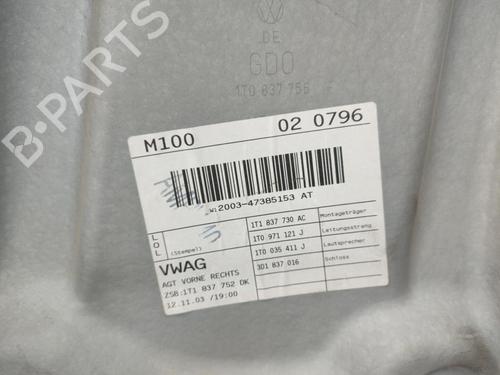 B-PARTS
DE
GDO
1T0 837 756
M100 02 0796
W:2003-47385153 AT
LOL
(Stempel)
1T1 837 730 AC Montageträger
1T0 971 121 J Leitungsstrang
1T0 035 411 J Lautsprecher
3D1 837 016 Schloss
VWAG
AGT VORNE RECHTS
ZSB:1T1 837 752 DK
12.11.03 /19:00